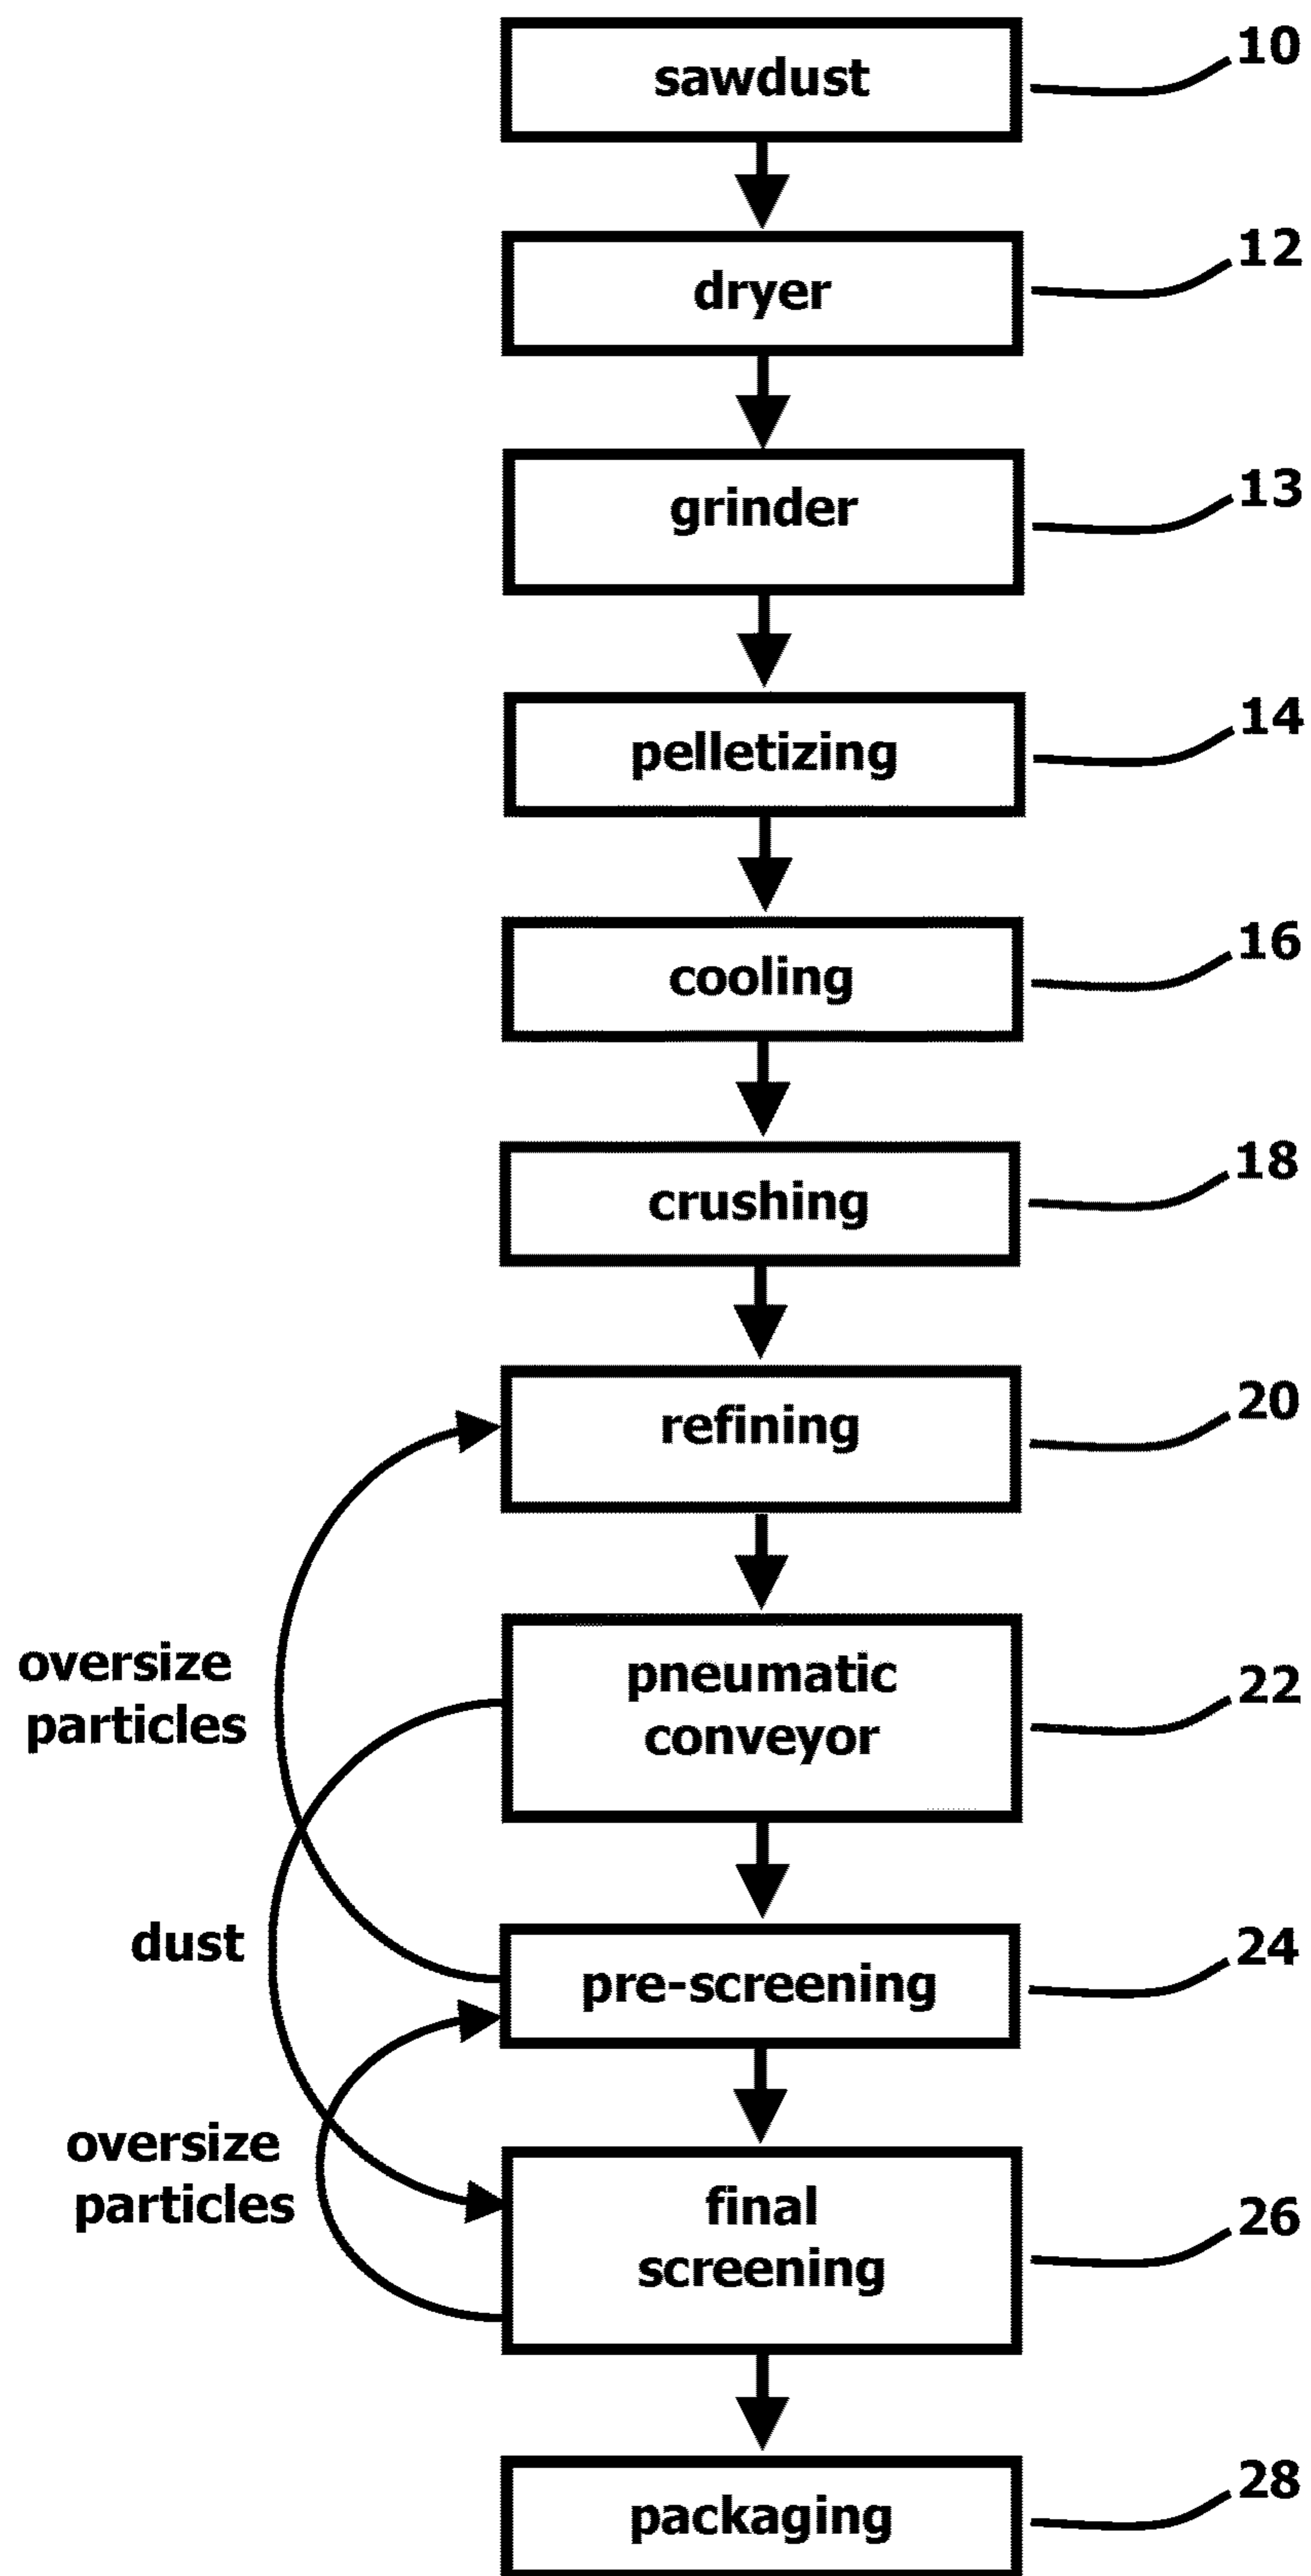 sawdust
10
dryer
12
grinder
13
pelletizing
14
cooling
16
crushing
18
refining
20
oversize
particles
pneumatic
conveyor
22
dust
pre-screening
24
oversize
particles
final
screening
26
packaging
28